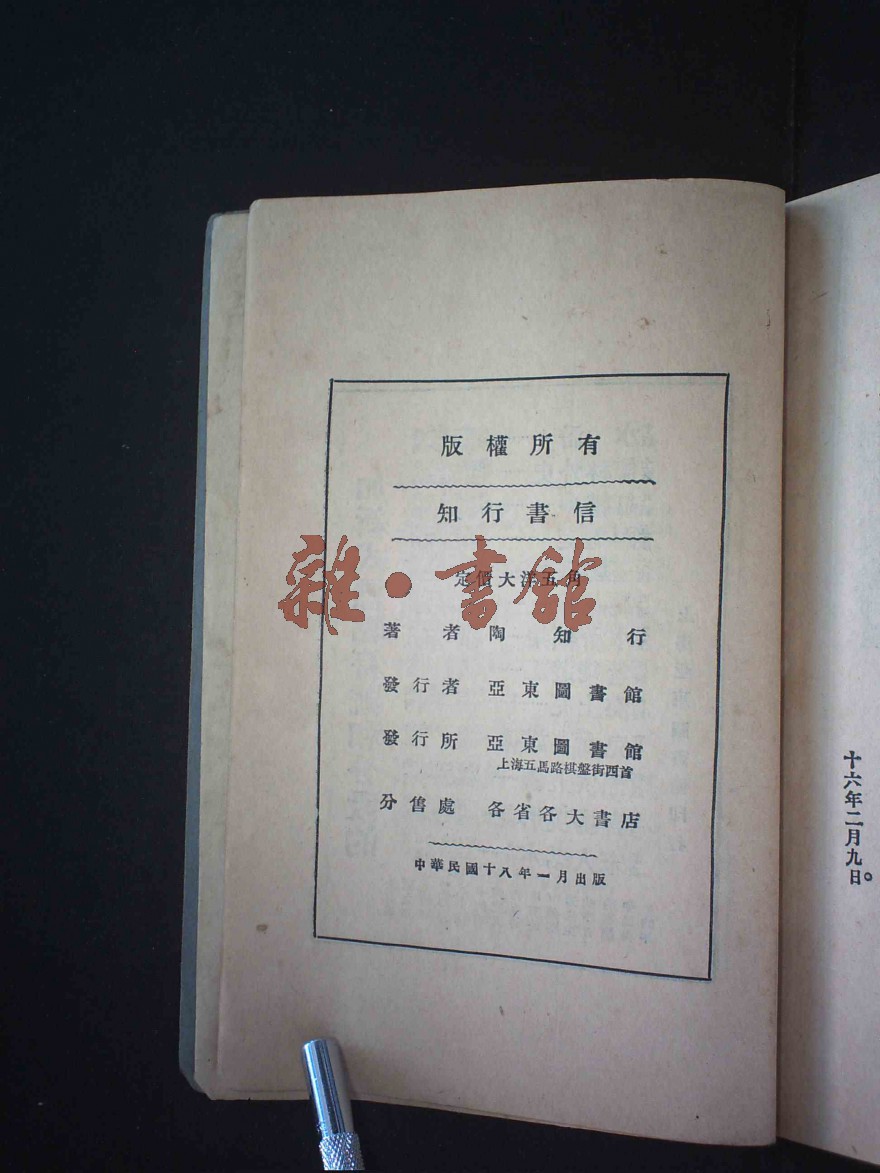 版權所有
知行書信
定價大洋五角
雜·書館
著者陶知行
發行者 亞東圖書館
發行所 亞東圖書館
上海五馬路棋盤街西首
分售處 各省各大書店
中華民國十八年一月出版
十六年二月九日。